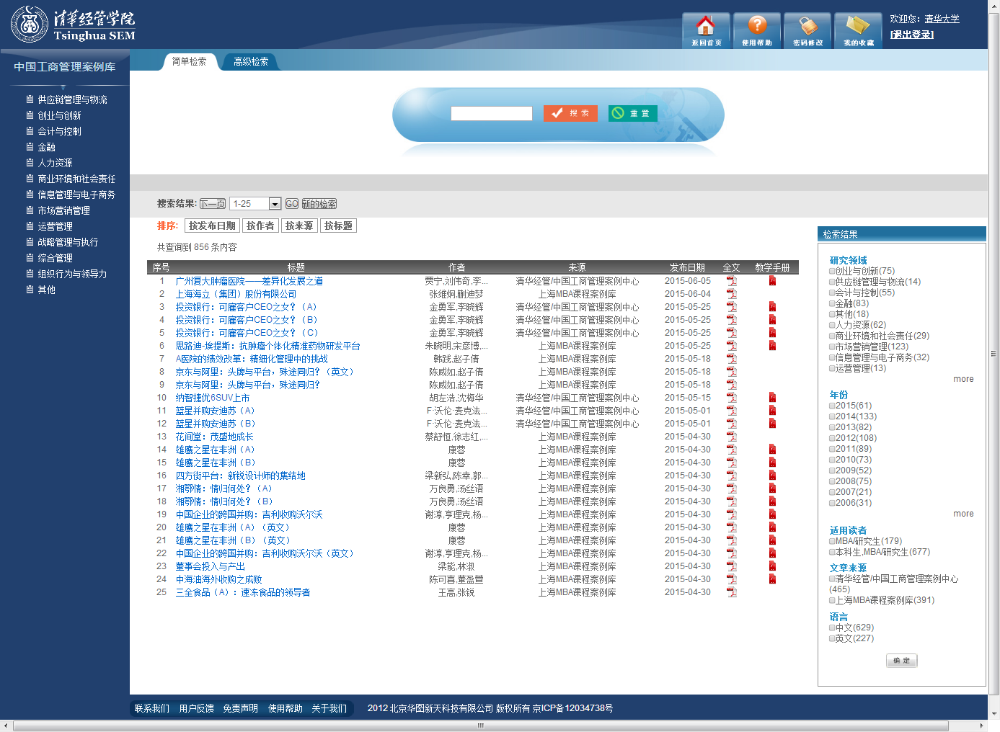 清华经管学院
Tsinghua SEM
返回首页 使用帮助 密码修改 我的收藏
欢迎您：清华大学
[退出登录]
中国工商管理案例库
简单检索 高级检索
供应链管理与物流
创业与创新
会计与控制
金融
人力资源
商业环境和社会责任
信息管理与电子商务
市场营销管理
运营管理
战略管理与执行
综合管理
组织行为与领导力
其他
搜索 重置
搜索结果: 下一页 1-25 GO 新的检索
排序: 按发布日期 按作者 按来源 按标题
共查询到 856 条内容
序号 标题 作者 来源 发布日期 全文 教学手册
1 广州复大肿瘤医院——差异化发展之道 贾宁,刘伟奇,李... 清华经管/中国工商管理案例中心 2015-06-05
2 上海海立（集团）股份有限公司 张维炯,蒯迪梦 上海MBA课程案例库 2015-06-04
3 投资银行：可雇客户CEO之女？（A） 金勇军,李晓辉 清华经管/中国工商管理案例中心 2015-05-25
4 投资银行：可雇客户CEO之女？（B） 金勇军,李晓辉 清华经管/中国工商管理案例中心 2015-05-25
5 投资银行：可雇客户CEO之女？（C） 金勇军,李晓辉 清华经管/中国工商管理案例中心 2015-05-25
6 思路迪-埃提斯：抗肿瘤个体化精准药物研发平台 朱晓明,宋彦博,... 上海MBA课程案例库 2015-05-25
7 A医院的绩效改革：精细化管理中的挑战 韩践,赵子倩 上海MBA课程案例库 2015-05-18
8 京东与阿里：头牌与平台，殊途同归？（英文） 陈威如,赵子倩 上海MBA课程案例库 2015-05-18
9 京东与阿里：头牌与平台，殊途同归？ 陈威如,赵子倩 上海MBA课程案例库 2015-05-18
10 纳智捷优6SUV上市 胡左浩,沈梅华 清华经管/中国工商管理案例中心 2015-05-15
11 蓝星并购安迪苏（A） F·沃伦·麦克法... 清华经管/中国工商管理案例中心 2015-05-01
12 蓝星并购安迪苏（B） F·沃伦·麦克法... 清华经管/中国工商管理案例中心 2015-05-01
13 花间堂：茂盛地成长 蔡舒恒,徐志红,... 上海MBA课程案例库 2015-04-30
14 雄鹰之星在非洲（A） 康蓉 上海MBA课程案例库 2015-04-30
15 雄鹰之星在非洲（B） 康蓉 上海MBA课程案例库 2015-04-30
16 四方街平台：新锐设计师的集结地 梁新弘,陈幸,郭... 上海MBA课程案例库 2015-04-30
17 湘鄂情：情归何处？（A） 万良勇,汤丝语 上海MBA课程案例库 2015-04-30
18 湘鄂情：情归何处？（B） 万良勇,汤丝语 上海MBA课程案例库 2015-04-30
19 中国企业的跨国并购：吉利收购沃尔沃 谢淳,亨理克,杨... 上海MBA课程案例库 2015-04-30
20 雄鹰之星在非洲（A）（英文） 康蓉 上海MBA课程案例库 2015-04-30
21 雄鹰之星在非洲（B）（英文） 康蓉 上海MBA课程案例库 2015-04-30
22 中国企业的跨国并购：吉利收购沃尔沃（英文） 谢淳,亨理克,杨... 上海MBA课程案例库 2015-04-30
23 董事会投入与产出 梁能,林淑 上海MBA课程案例库 2015-04-30
24 中海油海外收购之成败 陈可喜,董盈萱 上海MBA课程案例库 2015-04-30
25 三全食品（A）：速冻食品的领导者 王高,张锐 上海MBA课程案例库 2015-04-30
检索结果
研究领域
创业与创新(75)
供应链管理与物流(14)
会计与控制(55)
金融(83)
其他(18)
人力资源(62)
商业环境和社会责任(29)
市场营销管理(123)
信息管理与电子商务(32)
运营管理(13)
more
年份
2015(61)
2014(133)
2013(82)
2012(108)
2011(89)
2010(73)
2009(52)
2008(75)
2007(21)
2006(31)
more
适用读者
MBA/研究生(179)
本科生,MBA/研究生(677)
文章来源
清华经管/中国工商管理案例中心
(465)
上海MBA课程案例库(391)
语言
中文(629)
英文(227)
确 定
联系我们 用户反馈 免责声明 使用帮助 关于我们 2012 北京华图新天科技有限公司 版权所有 京ICP备12034738号